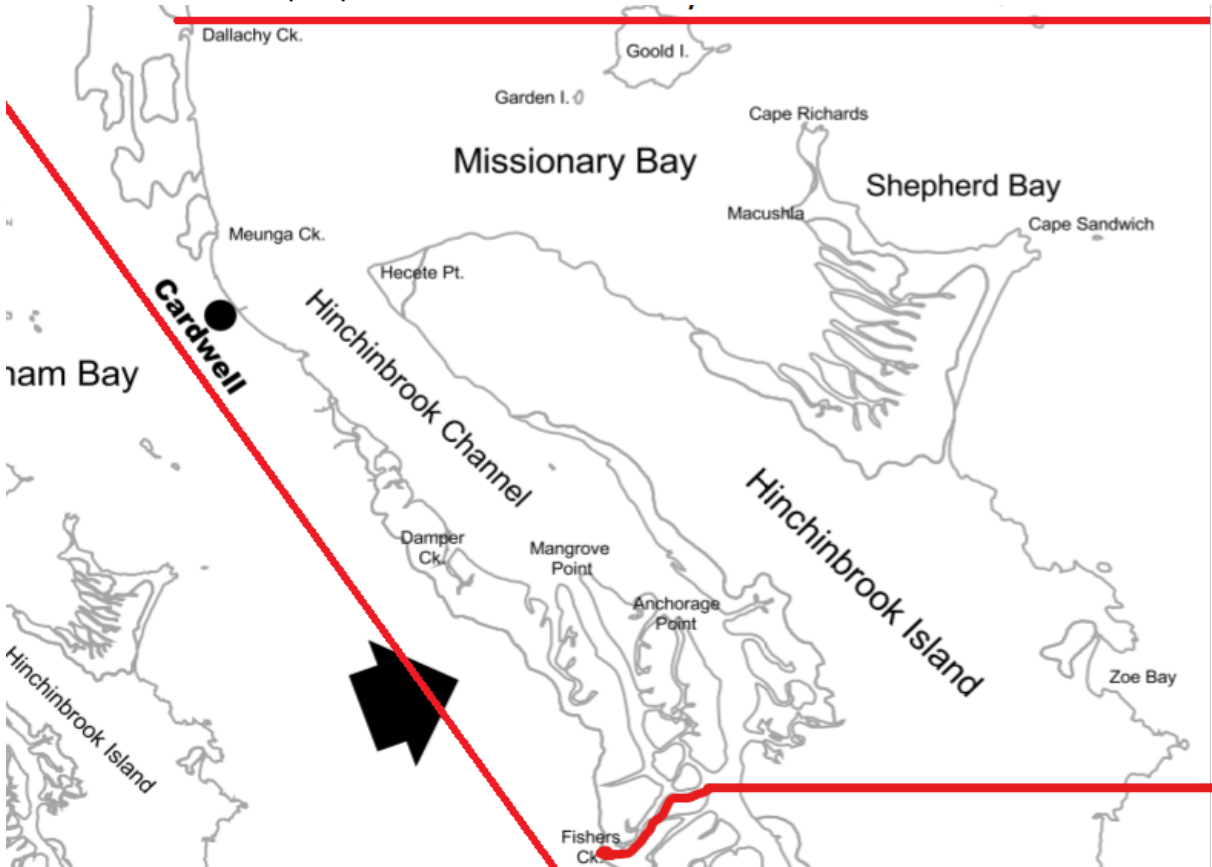 Dallachy Ck.
Goold I.
Garden I.
Cape Richards
Missionary Bay
Shepherd Bay
Macushla
Cape Sandwich
Meunga Ck.
Hecete Pt.
Cardwell
Hinchinbrook Channel
ham Bay
Hinchinbrook Island
Damper
Ck.
Mangrove
Point
Anchorage
Point
Zoe Bay
Hinchinbrook Island
Fishers
Ck.